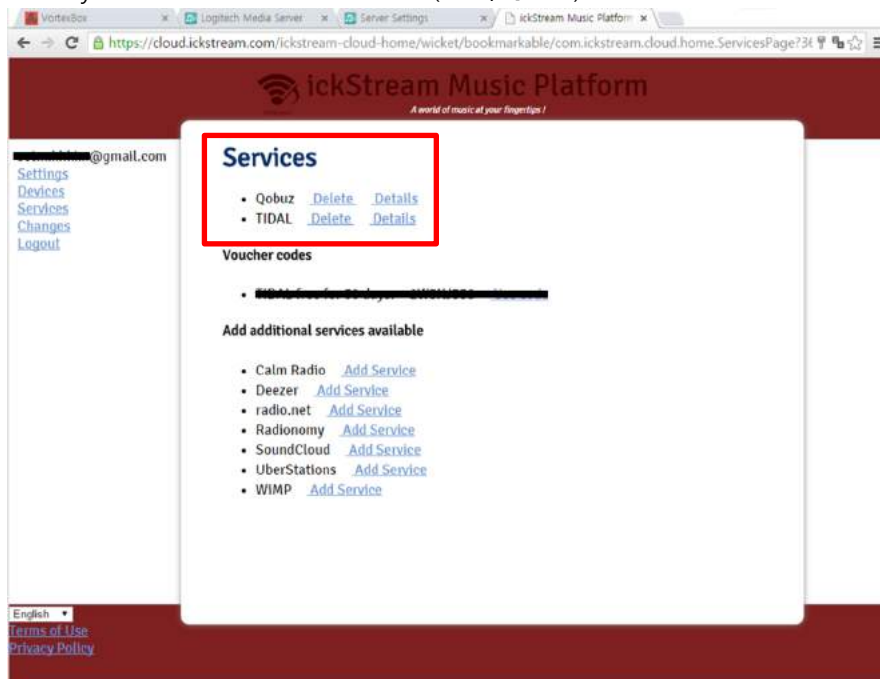 VortexBox
Logitech Media Server
Server Settings
ickStream Music Platform
https://cloud.ickstream.com/ickstream-cloud-home/wicket/bookmarkable/com.ickstream.cloud.home.ServicesPage?36
ickStream Music Platform
A world of music at your fingertips !
@gmail.com
Settings
Devices
Services
Changes
Logout
Services
• Qobuz Delete Details
• TIDAL Delete Details
Voucher codes
Add additional services available
• Calm Radio Add Service
• Deezer Add Service
• radio.net Add Service
• Radionomy Add Service
• SoundCloud Add Service
• UberStations Add Service
• WIMP Add Service
English
Terms of Use
Privacy Policy